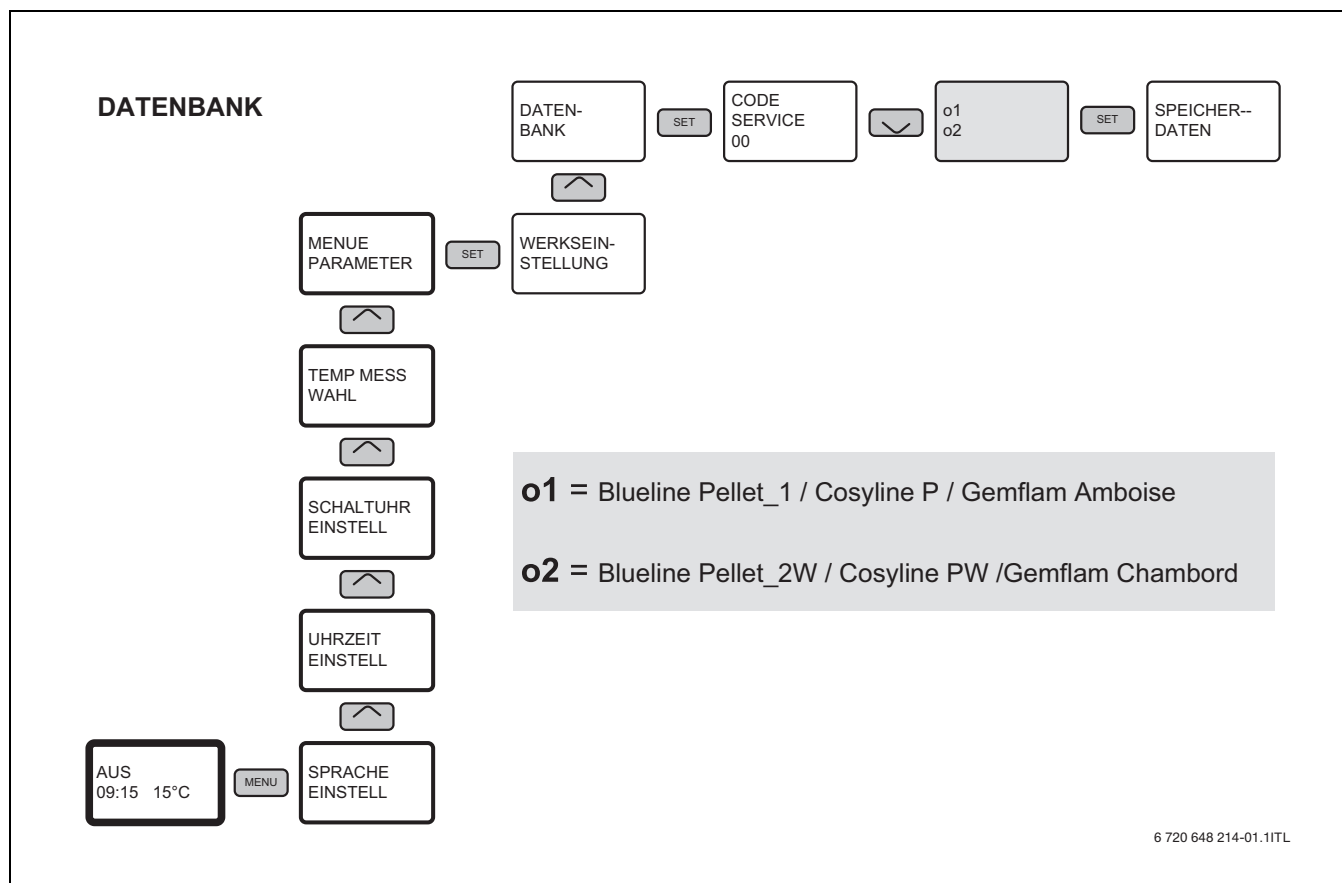 DATENBANK
DATEN-
BANK
SET
CODE
SERVICE
00
o1
o2
SET
SPEICHER--
DATEN
MENUE
PARAMETER
SET
WERKSEIN-
STELLUNG
TEMP MESS
WAHL
SCHALTUHR
EINSTELL
o1 = Blueline Pellet_1 / Cosyline P / Gemflam Amboise
o2 = Blueline Pellet_2W / Cosyline PW /Gemflam Chambord
UHRZEIT
EINSTELL
AUS
09:15 15°C
MENU
SPRACHE
EINSTELL
6 720 648 214-01.1ITL